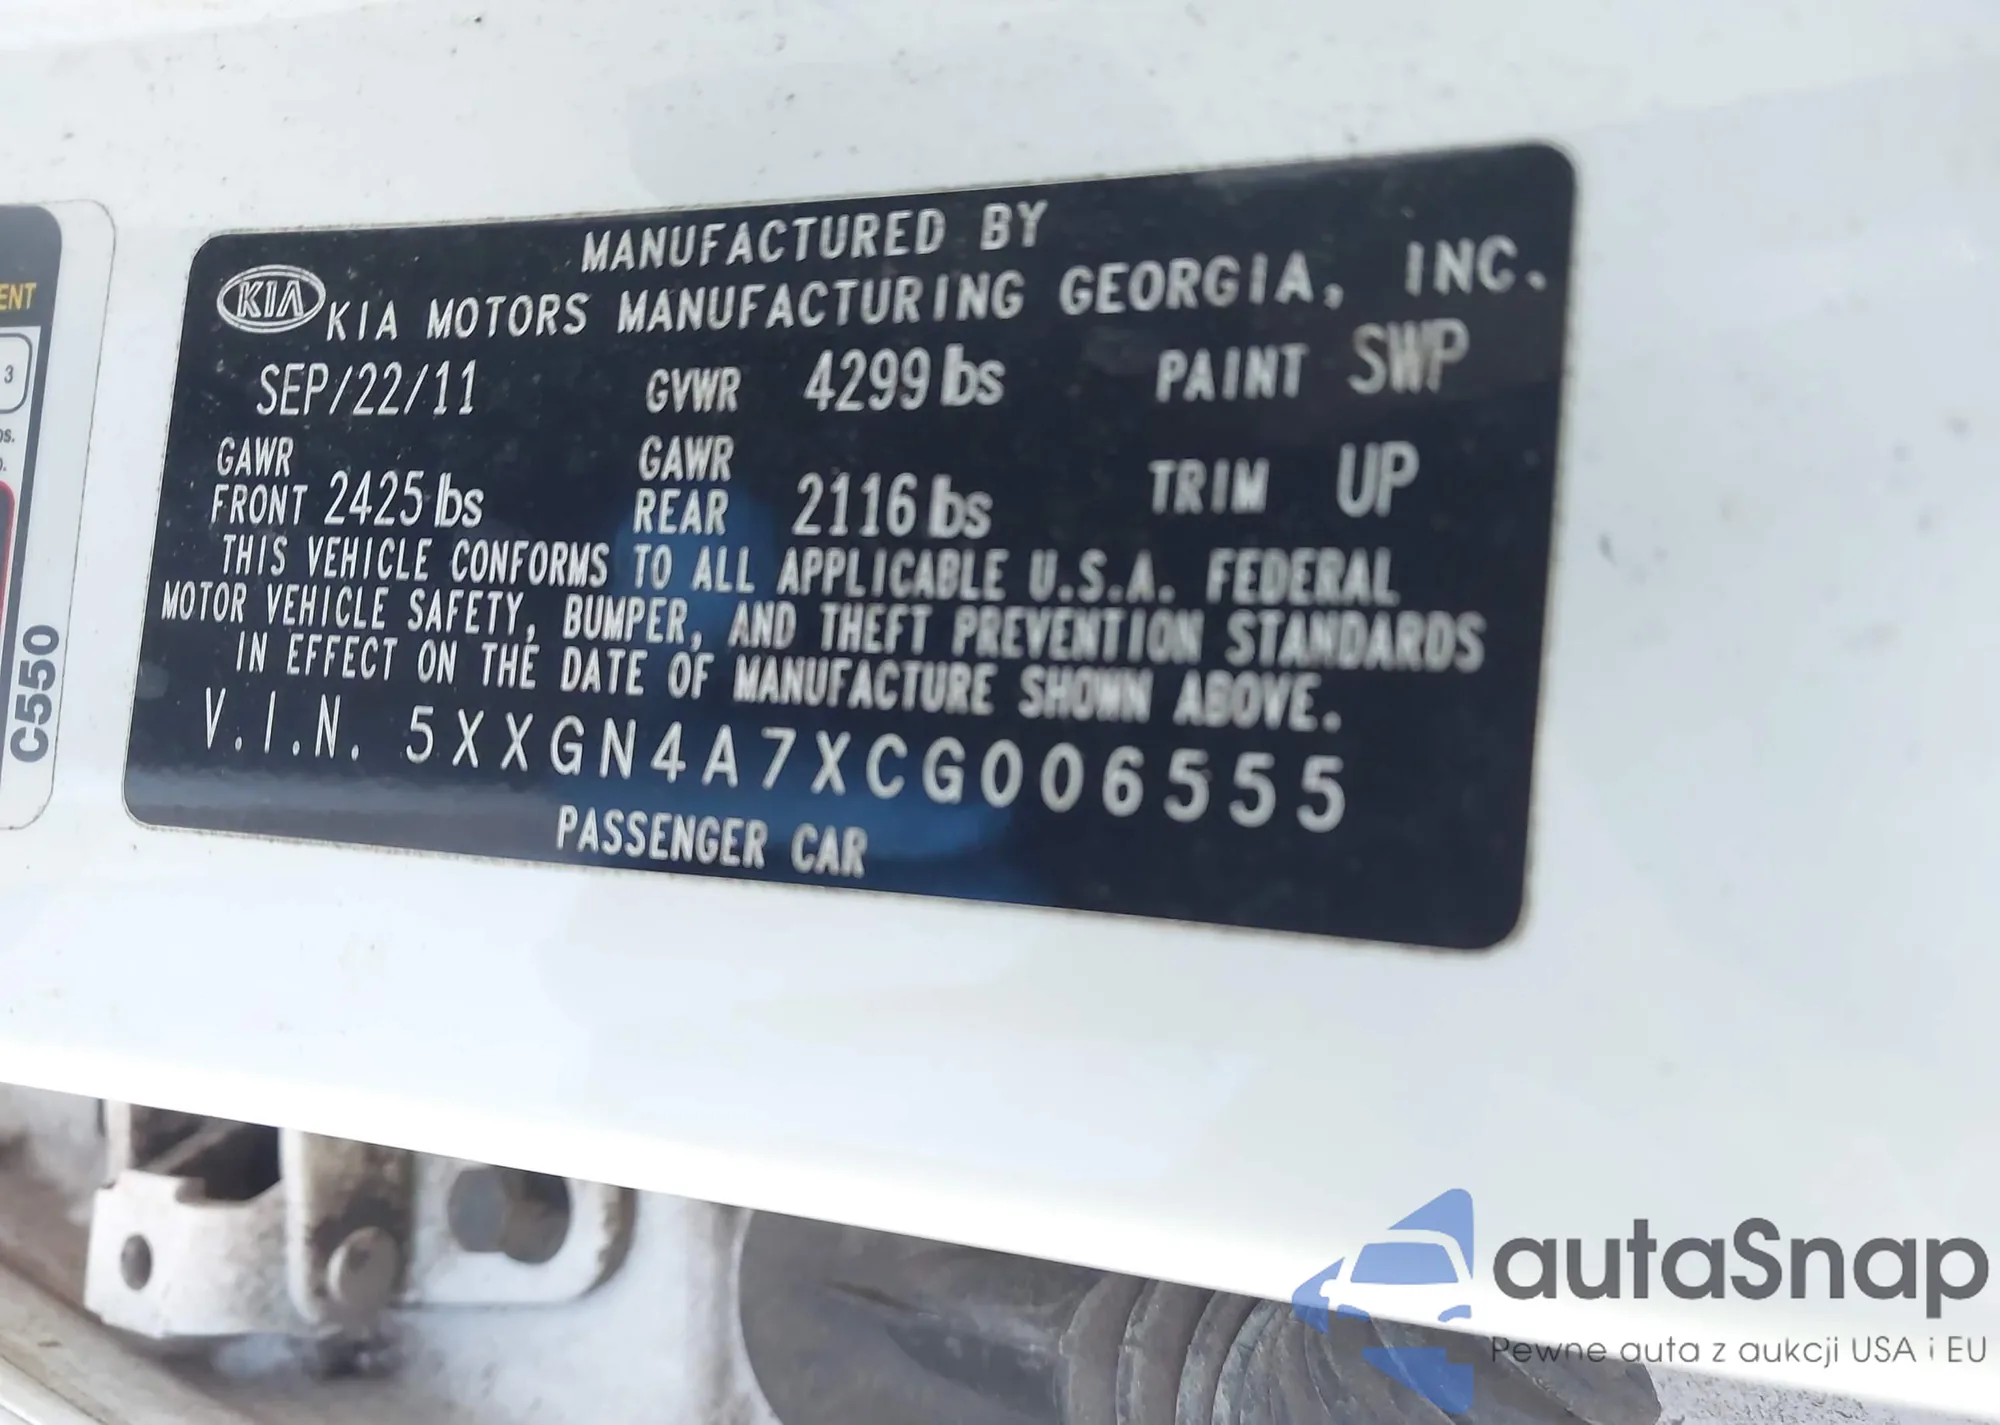 MANUFACTURED BY
KIA KIA MOTORS MANUFACTURING GEORGIA, INC.
SEP/22/11 GVWR 4299 lbs PAINT SWP
GAWR GAWR
FRONT 2425 lbs REAR 2116 lbs TRIM UP
THIS VEHICLE CONFORMS TO ALL APPLICABLE U.S.A. FEDERAL
MOTOR VEHICLE SAFETY, BUMPER, AND THEFT PREVENTION STANDARDS
IN EFFECT ON THE DATE OF MANUFACTURE SHOWN ABOVE.
V.I.N. 5XXGN4A7XCG006555
PASSENGER CAR
ENT
3
C550
autaSnap
Pewne auta z aukcji USA i EU